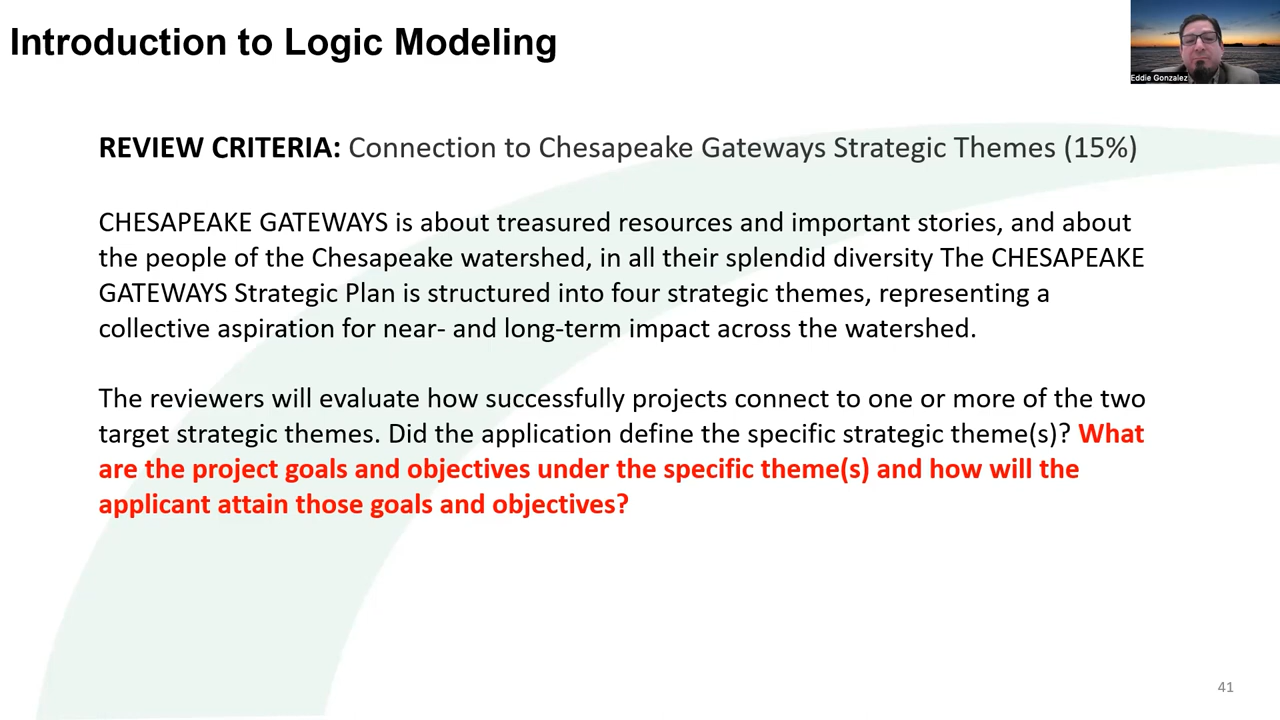 Introduction to Logic Modeling
Eddie Gonzalez
REVIEW CRITERIA: Connection to Chesapeake Gateways Strategic Themes (15%)
CHESAPEAKE GATEWAYS is about treasured resources and important stories, and about
the people of the Chesapeake watershed, in all their splendid diversity The CHESAPEAKE
GATEWAYS Strategic Plan is structured into four strategic themes, representing a
collective aspiration for near- and long-term impact across the watershed.
The reviewers will evaluate how successfully projects connect to one or more of the two
target strategic themes. Did the application define the specific strategic theme(s)? What
are the project goals and objectives under the specific theme(s) and how will the
applicant attain those goals and objectives?
41